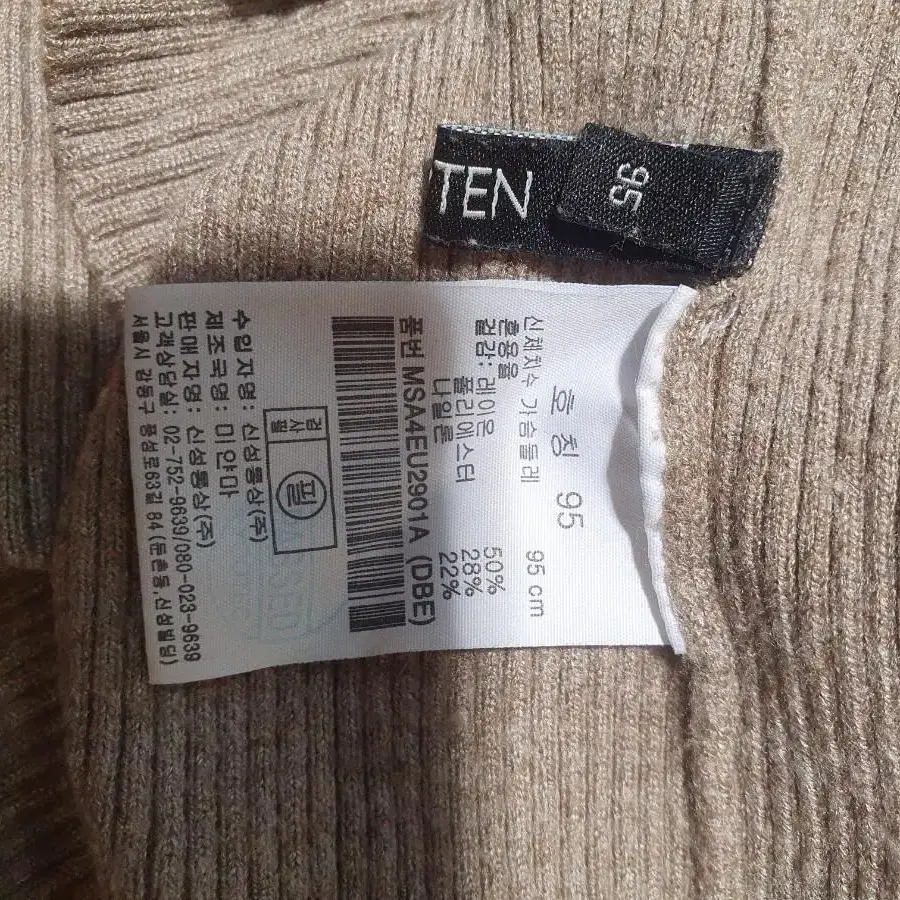 TEN
95
호칭 95
신체치수 가슴둘레 95 cm
혼용율
겉감: 레이온 50%
폴리에스터 28%
나일론 22%
품번 MSA4EU2901A (DBE)
검사필
필
수입자명: 신성통상(주)
제조국명: 미얀마
판매자명: 신성통상(주)
고객상담실: 02-752-9639/080-023-9639
서울시 강동구 풍성로63길 84 (둔촌동,신성빌딩)